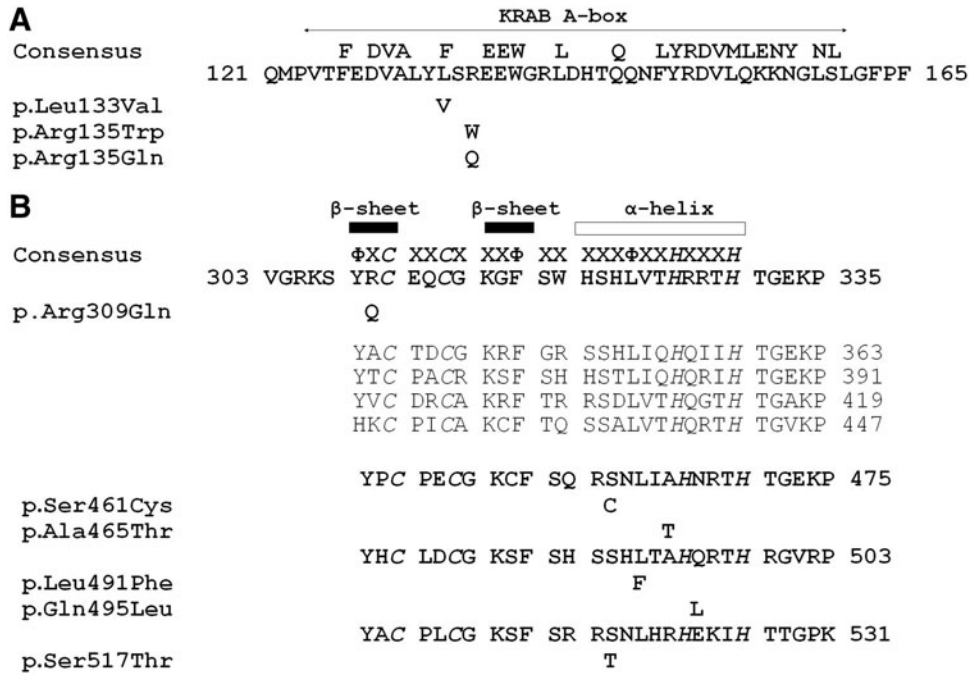 A
KRAB A-box
Consensus F DVA F EEW L Q LYRDVMLENY NL
121 QMPVTFEDVALYLSREEWGRLDHTQQNFYRDVLQKKNGLSLGFPF 165
p.Leu133Val V
p.Arg135Trp W
p.Arg135Gln Q
B
β-sheet β-sheet α-helix
Consensus ΦXC XXCX XXΦ XX XXXΦXXHXXXH
303 VGRKS YRC EQCG KGF SW HSHLVTHRRTH TGEKP 335
p.Arg309Gln Q
YAC TDCG KRF GR SSHLIQHQIIH TGEKP 363
YTC PACR KSF SH HSTLIQHQRIH TGEKP 391
YVC DRCA KRF TR RSDLVTHQGTH TGAKP 419
HKC PICA KCF TQ SSALVTHQRTH TGVKP 447
YPC PECG KCF SQ RSNLIAHNRTH TGEKP 475
p.Ser461Cys C
p.Ala465Thr T
YHC LDCG KSF SH SSHLTAHQRTH RGVRP 503
p.Leu491Phe F
p.Gln495Leu L
YAC PLCG KSF SR RSNLHRHEKIH TTGPK 531
p.Ser517Thr T